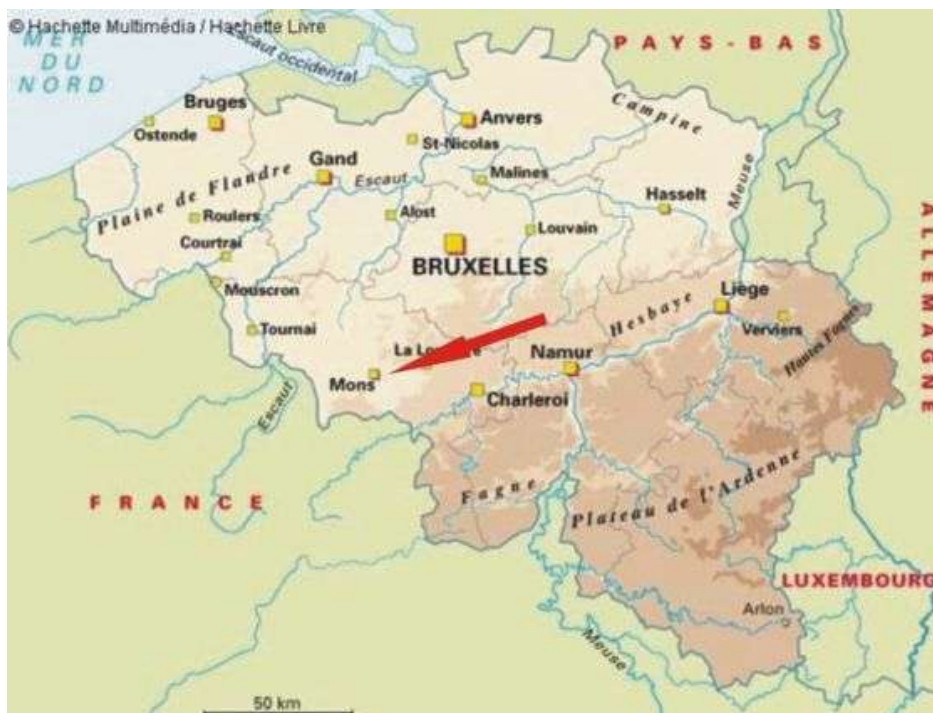 © Hachette Multimédia / Hachette Livre
MER
DU
NORD
Escaut occidental
PAYS-BAS
Bruges
Ostende
Anvers
Campine
St-Nicolas
Gand
Escaut
Malines
Meuse
Plaine de Flandre
Hasselt
Roulers
Alost
Louvain
Courtrai
BRUXELLES
ALLEMAGNE
Mouscron
Liège
Hesbaye
Tournai
Verviers
Hautes Fagnes
La
Namur
Mons
Charleroi
Escaut
Fagne
Plateau de l'Ardenne
FRANCE
LUXEMBOURG
Arlon
Meuse
50 km